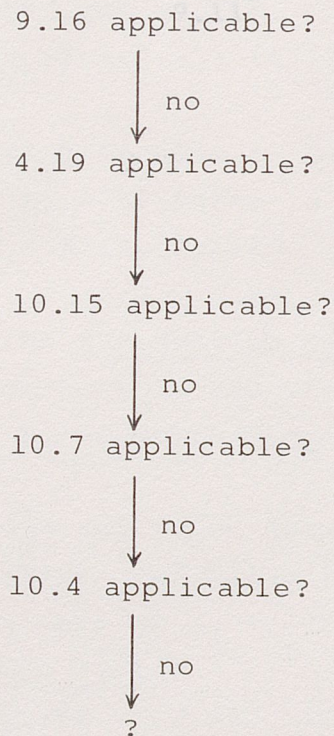 9.16 applicable?
no
4.19 applicable?
no
10.15 applicable?
no
10.7 applicable?
no
10.4 applicable?
no
?